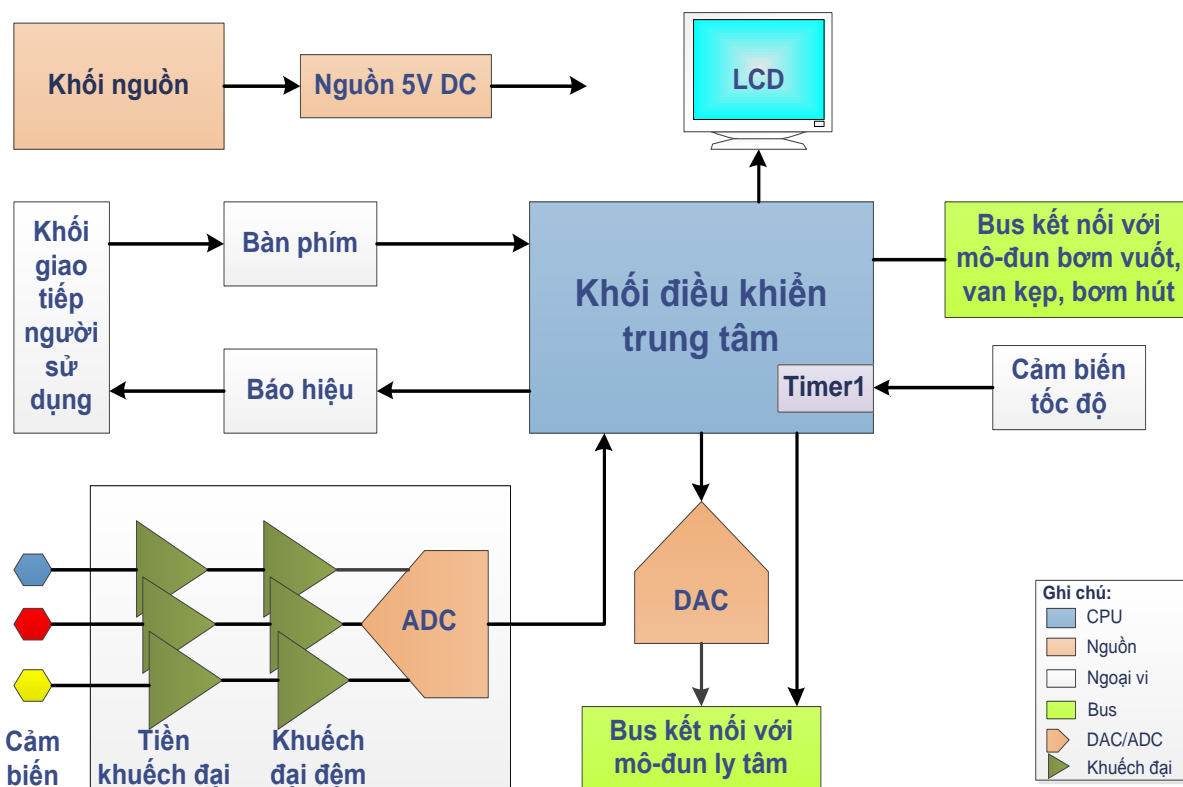 Khối nguồn
Nguồn 5V DC
LCD
Khối
giao
tiếp
người
sử
dụng
Bàn phím
Báo hiệu
Khối điều khiển
trung tâm
Timer1
Bus kết nối với
mô-đun bơm vuốt,
van kẹp, bơm hút
Cảm biến
tốc độ
ADC
DAC
Cảm
biến
Tiền
khuếch đại
Khuếch
đại đệm
Bus kết nối với
mô-đun ly tâm
Ghi chú:
CPU
Nguồn
Ngoại vi
Bus
DAC/ADC
Khuếch đại